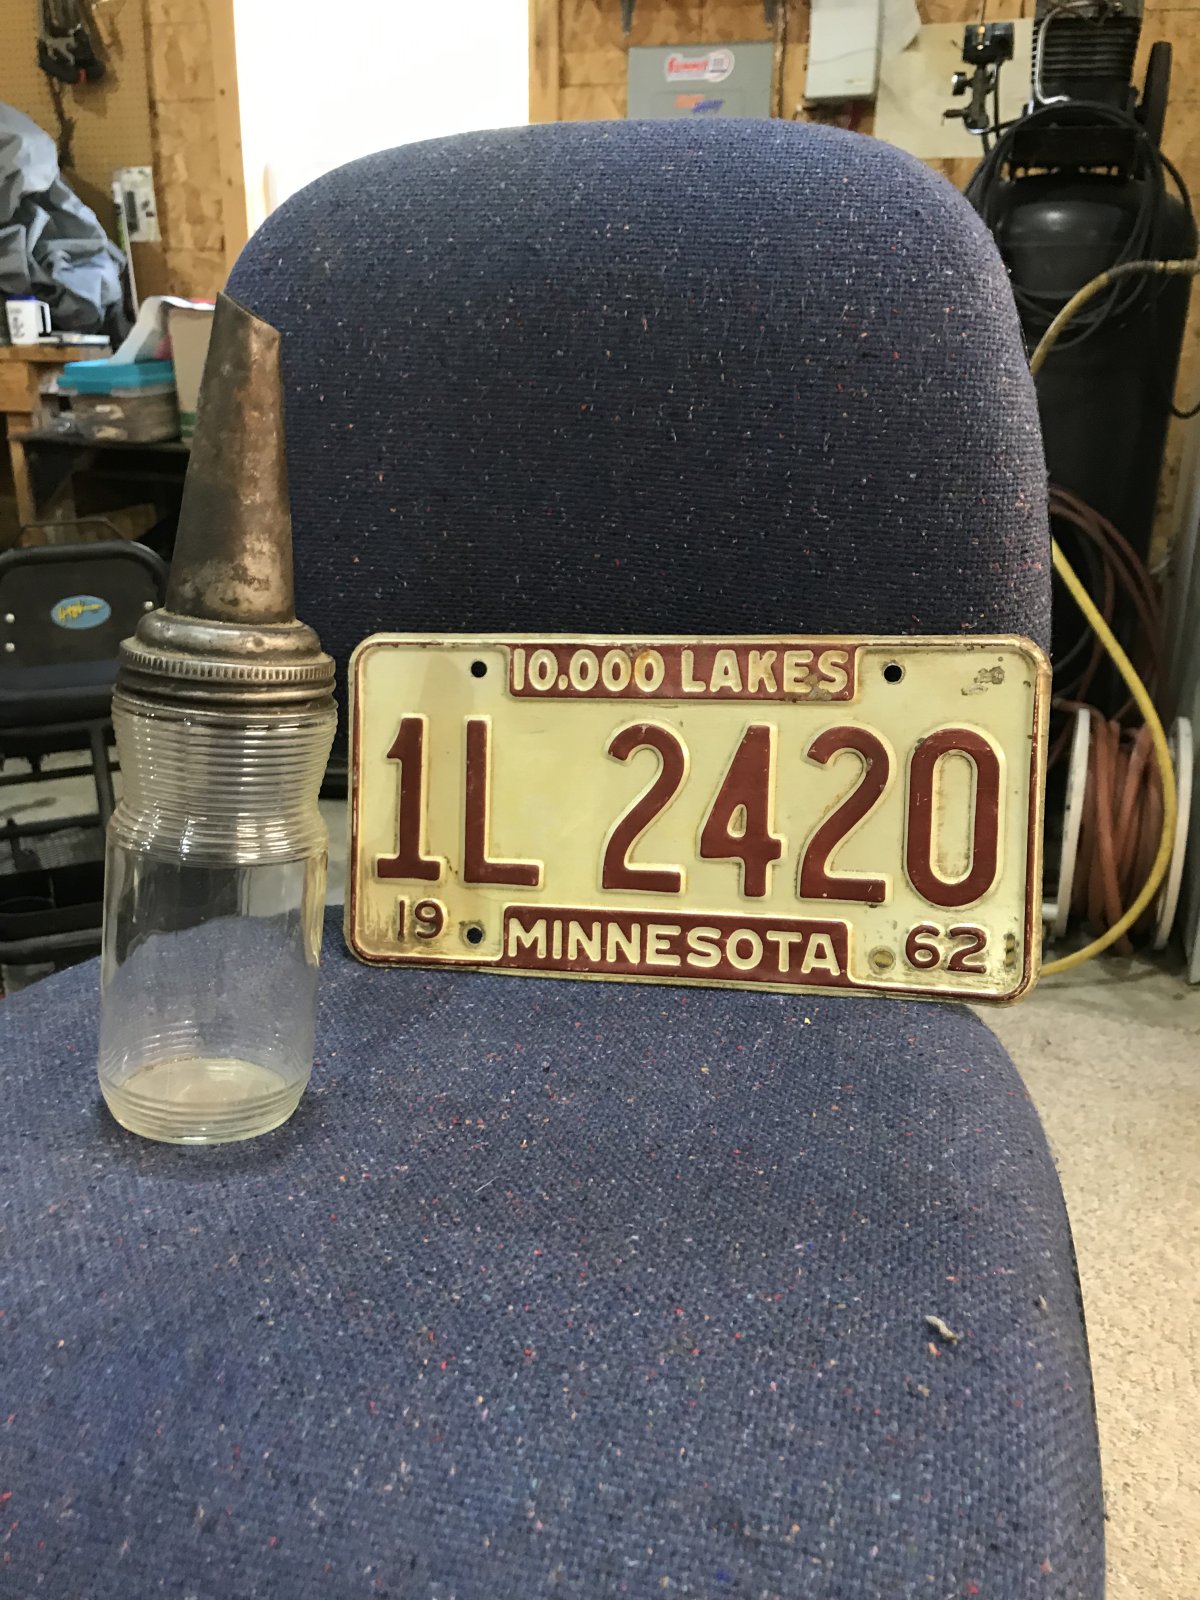 10,000 LAKES
1L 2420
19 MINNESOTA 62